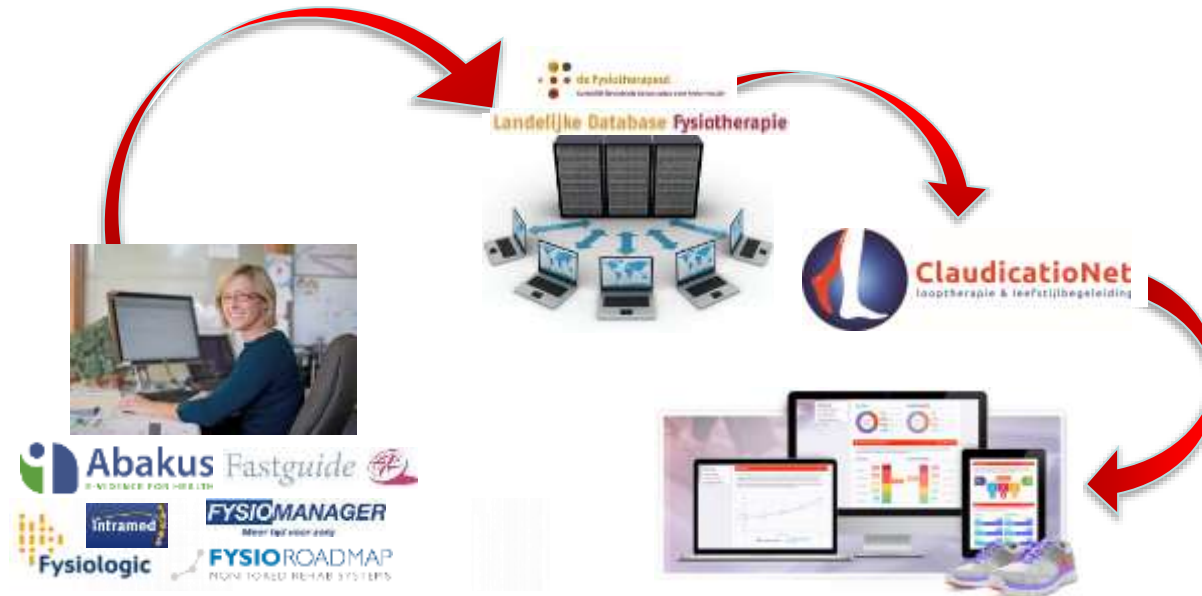 de Fysiotherapeut
Landelijke Database Fysiotherapie
ClaudicatioNet
looptherapie & leefstijlbegeleiding
Abakus
EVIDENCE FOR HEALTH
Fastguide
Intramed
Fysiologic
FYSIOMANAGER
Meer tijd voor zorg
FYSIOROADMAP
MONITORED REHAB SYSTEMS